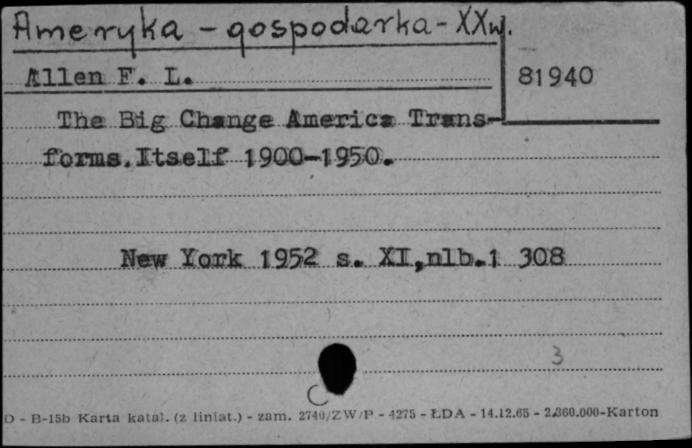 Ameryka - gospodarka - XXw.
Allen F. L.
81940
The Big Change America Trans-
forms.Itself 1900-1950.
New York 1952 s. XI,nlb.1 308
3
D - B-15b Karta katal. (z liniat.) - zam. 2740/ZW/P - 4275 - ŁDA - 14.12.65 - 2.860.000-Karton